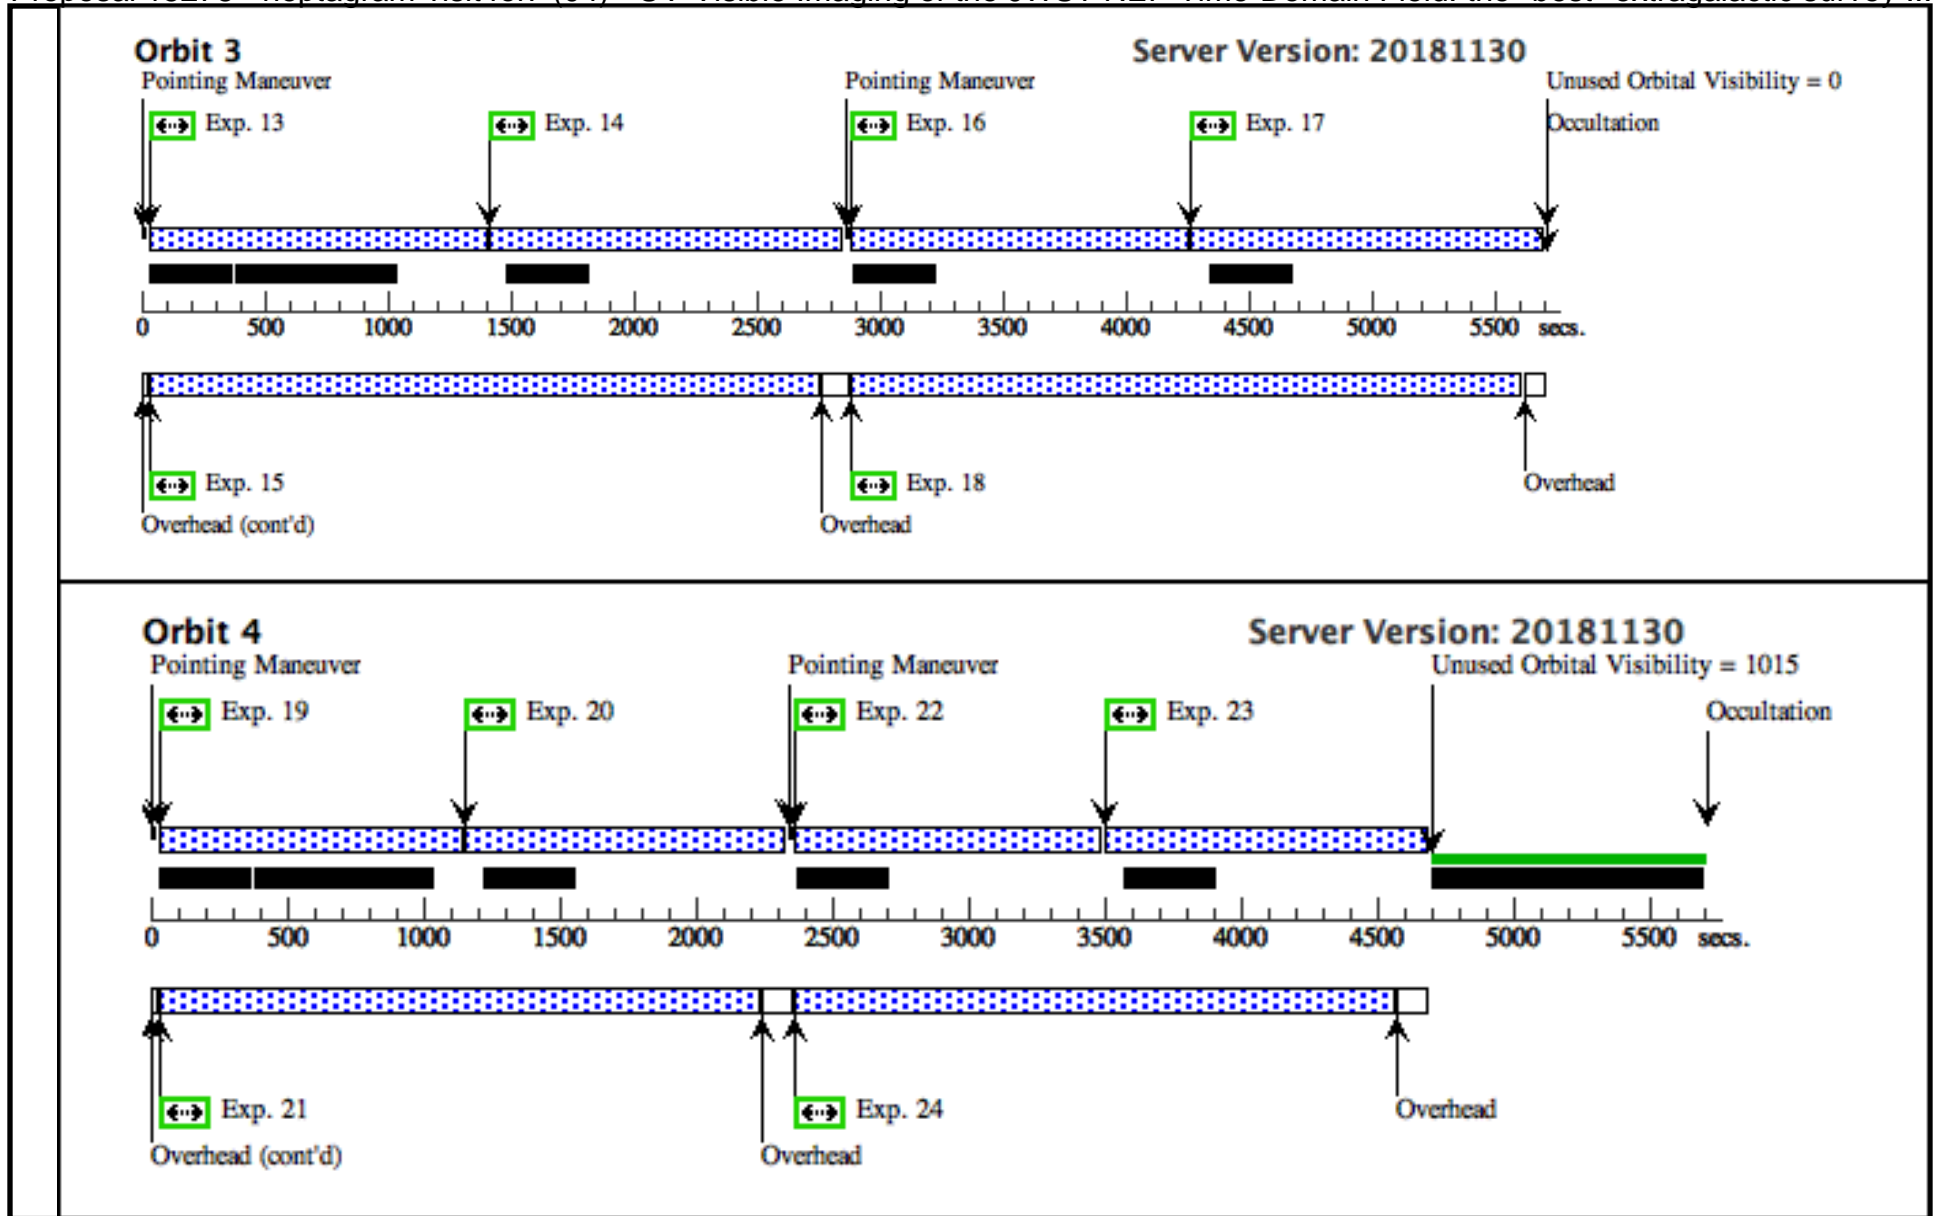 Orbit 3
Server Version: 20181130
Pointing Maneuver
Pointing Maneuver
Unused Orbital Visibility = 0
Exp. 13
Exp. 14
Exp. 16
Exp. 17
Occultation
0 500 1000 1500 2000 2500 3000 3500 4000 4500 5000 5500 secs.
Exp. 15
Exp. 18
Overhead
Overhead (cont'd)
Overhead
Orbit 4
Server Version: 20181130
Pointing Maneuver
Pointing Maneuver
Unused Orbital Visibility = 1015
Exp. 19
Exp. 20
Exp. 22
Exp. 23
Occultation
0 500 1000 1500 2000 2500 3000 3500 4000 4500 5000 5500 secs.
Exp. 21
Exp. 24
Overhead
Overhead (cont'd)
Overhead